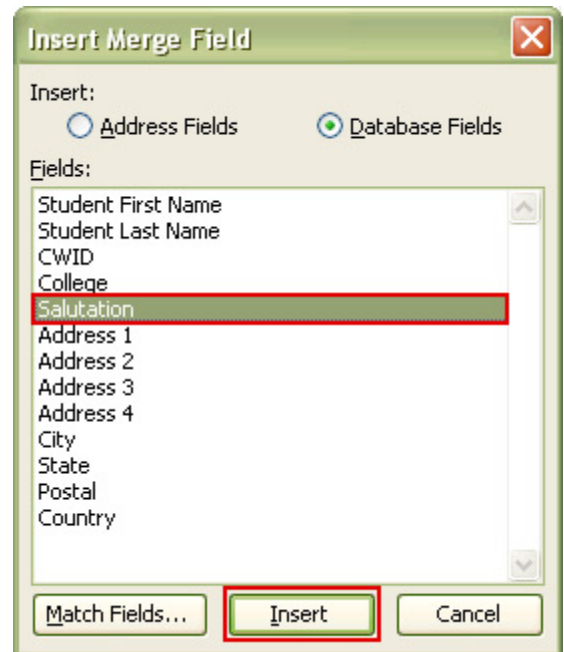 Insert Merge Field
Insert:
Address Fields Database Fields
Fields:
Student First Name
Student Last Name
CWID
College
Salutation
Address 1
Address 2
Address 3
Address 4
City
State
Postal
Country
Match Fields... Insert Cancel